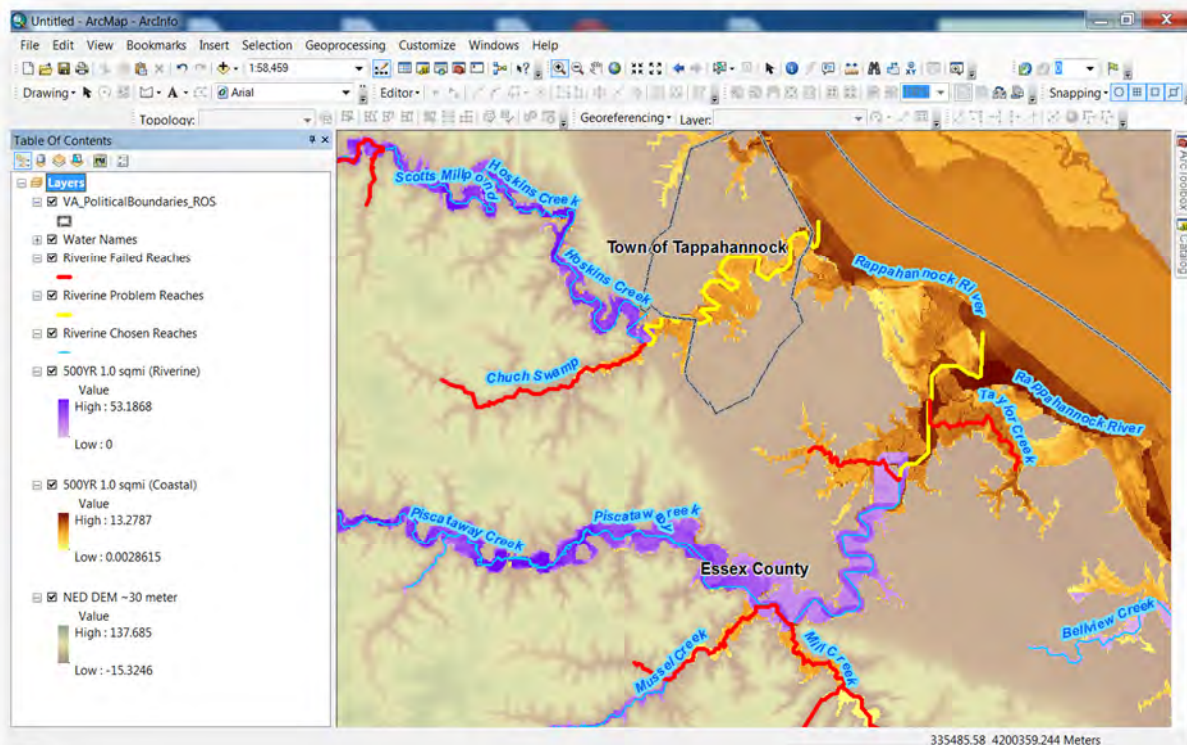 Untitled - ArcMap - ArcInfo
File Edit View Bookmarks Insert Selection Geoprocessing Customize Windows Help
1:58,459
Drawing Arial Editor Snapping
Topology: Georeferencing Layer:
Table Of Contents
Layers
VA_PoliticalBoundaries_ROS
Water Names
Riverine Failed Reaches
Riverine Problem Reaches
Riverine Chosen Reaches
500YR 1.0 sqmi (Riverine)
Value
High : 53.1868
Low : 0
500YR 1.0 sqmi (Coastal)
Value
High : 13.2787
Low : 0.0028615
NED DEM ~30 meter
Value
High : 137.685
Low : -15.3246
Scotts Millpond
Hoskins Creek
Town of Tappahannock
Hoskins Creek
Rappahannock River
Chuch Swamp
Rappahannock River
Taylor Creek
Piscataway Creek
Piscataway Creek
Essex County
Bellview Creek
Mussel Creek
Mill Creek
ArcToolbox
Catalog
335485.58 4200359.244 Meters